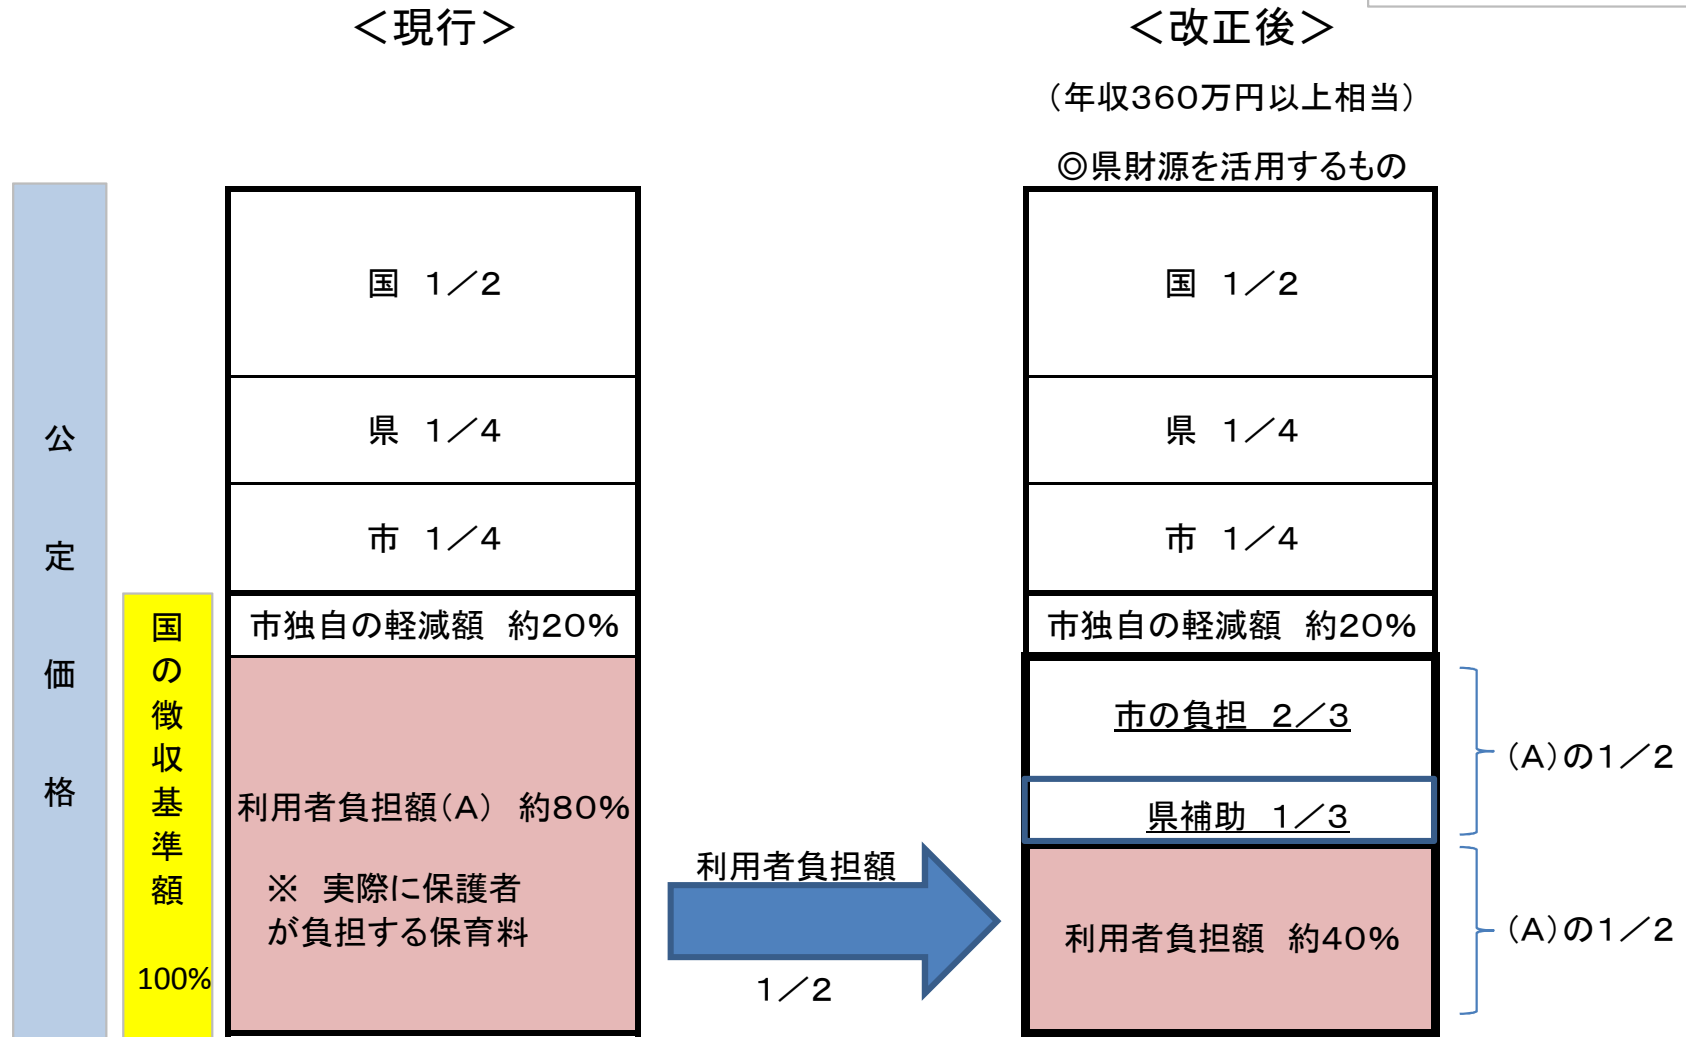 ＜現行＞
＜改正後＞
（年収360万円以上相当）
◎県財源を活用するもの
公定価格
国の徴収基準額
100%
国　1／2
県　1／4
市　1／4
市独自の軽減額　約20%
利用者負担額（A）　約80%
※　実際に保護者
が負担する保育料
利用者負担額
1／2
国　1／2
県　1／4
市　1／4
市独自の軽減額　約20%
市の負担　2／3
県補助　1／3
利用者負担額　約40%
（A）の1／2
（A）の1／2